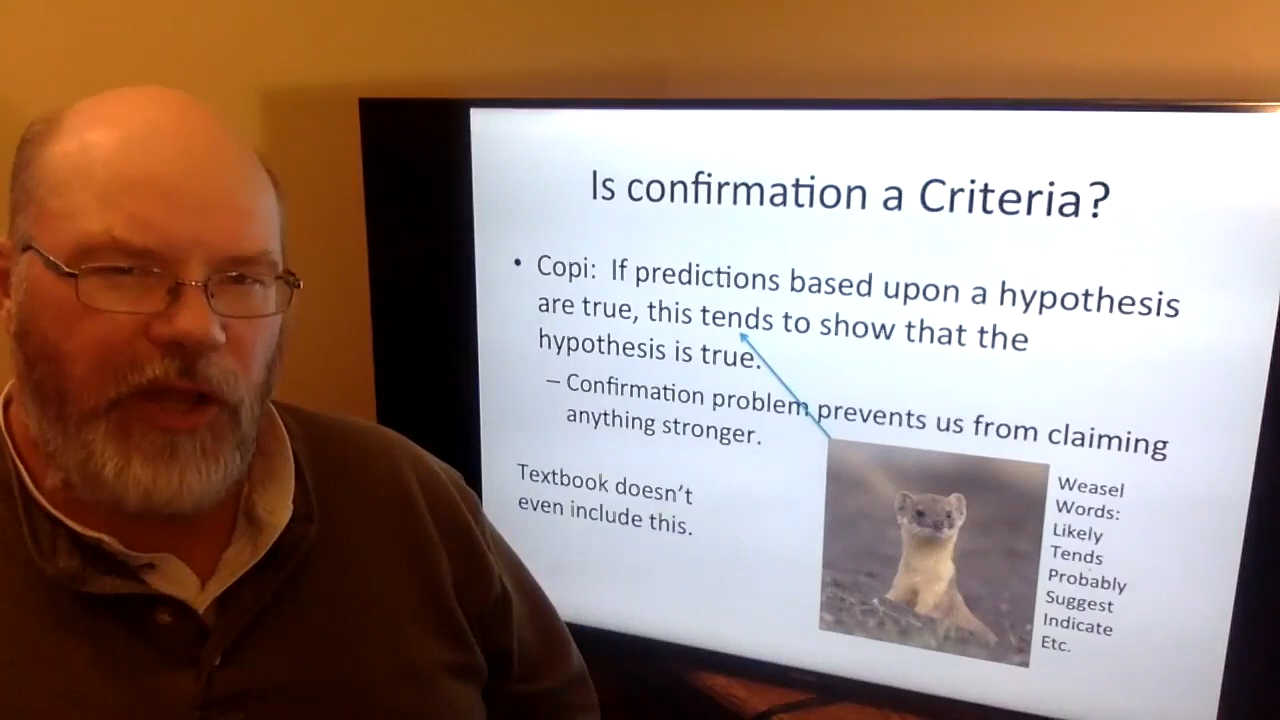 Is confirmation a Criteria?
• Copi: If predictions based upon a hypothesis
are true, this tends to show that the
hypothesis is true.
– Confirmation problem prevents us from claiming
anything stronger.
Textbook doesn't
even include this.
Weasel
Words:
Likely
Tends
Probably
Suggest
Indicate
Etc.